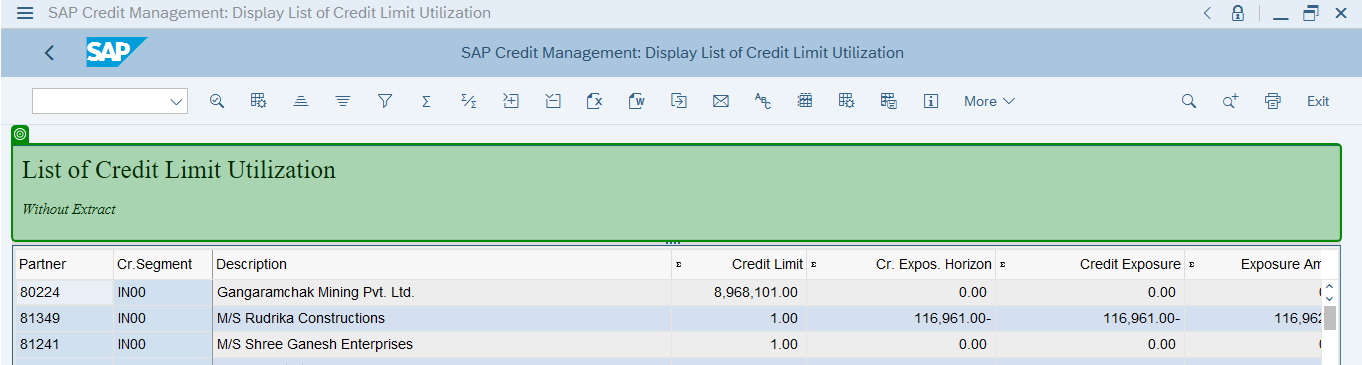 SAP Credit Management: Display List of Credit Limit Utilization
SAP SAP Credit Management: Display List of Credit Limit Utilization
More Exit
List of Credit Limit Utilization
Without Extract
Partner Cr.Segment Description Σ Credit Limit Σ Cr. Expos. Horizon Σ Credit Exposure Σ Exposure Am
80224 IN00 Gangaramchak Mining Pvt. Ltd. 8,968,101.00 0.00 0.00
81349 IN00 M/S Rudrika Constructions 1.00 116,961.00- 116,961.00- 116,962
81241 IN00 M/S Shree Ganesh Enterprises 1.00 0.00 0.00